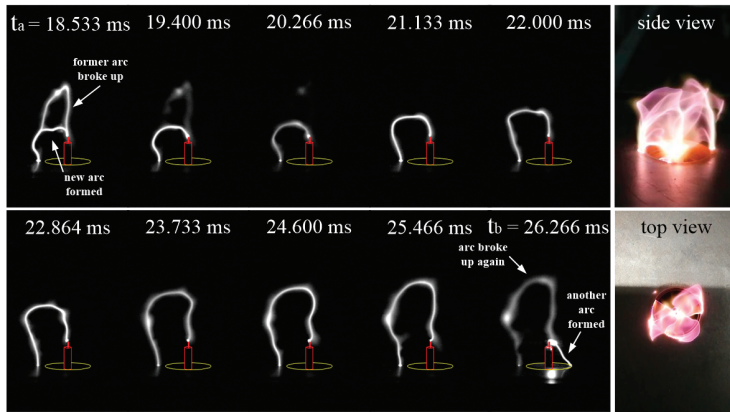 ta = 18.533 ms
19.400 ms
20.266 ms
21.133 ms
22.000 ms
side view
former arc
broke up
new arc
formed
22.864 ms
23.733 ms
24.600 ms
25.466 ms
tb = 26.266 ms
top view
arc broke
up again
another
arc
formed